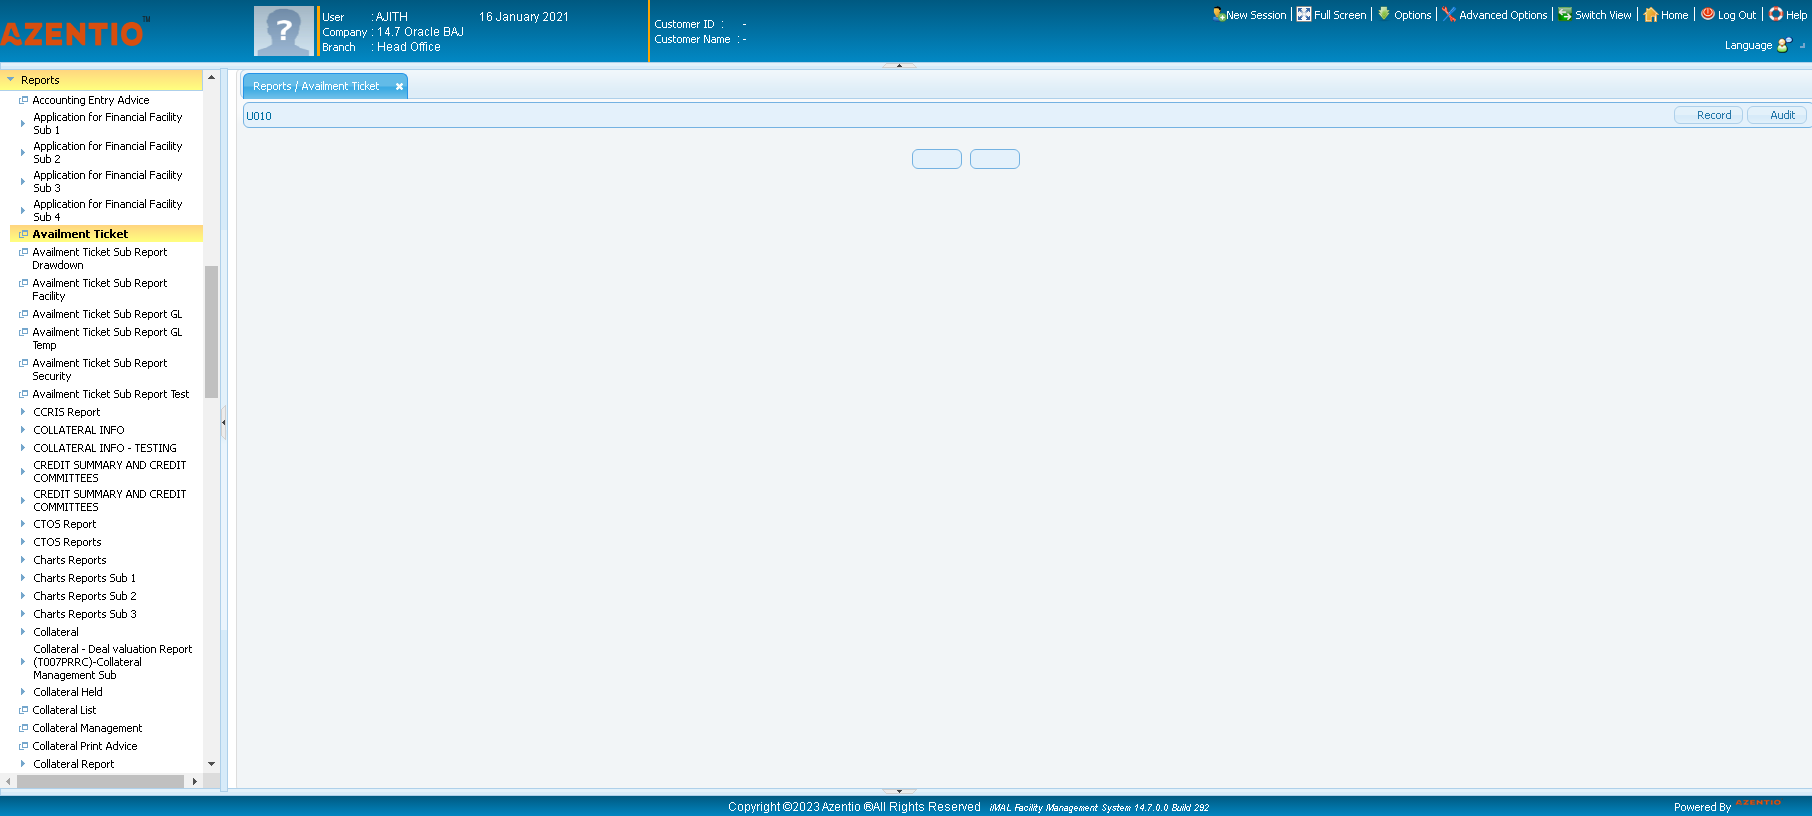 AZENTIO™
User : AJITH 16 January 2021
Company : 14.7 Oracle BAJ
Branch : Head Office
Customer ID : -
Customer Name : -
New Session | Full Screen | Options | Advanced Options | Switch View | Home | Log Out | Help
Language
Reports
Accounting Entry Advice
Application for Financial Facility
Sub 1
Application for Financial Facility
Sub 2
Application for Financial Facility
Sub 3
Application for Financial Facility
Sub 4
Availment Ticket
Availment Ticket Sub Report
Drawdown
Availment Ticket Sub Report
Facility
Availment Ticket Sub Report GL
Availment Ticket Sub Report GL
Temp
Availment Ticket Sub Report
Security
Availment Ticket Sub Report Test
CCRIS Report
COLLATERAL INFO
COLLATERAL INFO - TESTING
CREDIT SUMMARY AND CREDIT
COMMITTEES
CREDIT SUMMARY AND CREDIT
COMMITTEES
CTOS Report
CTOS Reports
Charts Reports
Charts Reports Sub 1
Charts Reports Sub 2
Charts Reports Sub 3
Collateral
Collateral - Deal valuation Report
(T007PRRC)-Collateral
Management Sub
Collateral Held
Collateral List
Collateral Management
Collateral Print Advice
Collateral Report
Reports / Availment Ticket
U010
Record Audit
Copyright ©2023 Azentio ®All Rights Reserved iMAL Facility Management System 14.7.0.0 Build 292
Powered By AZENTIO